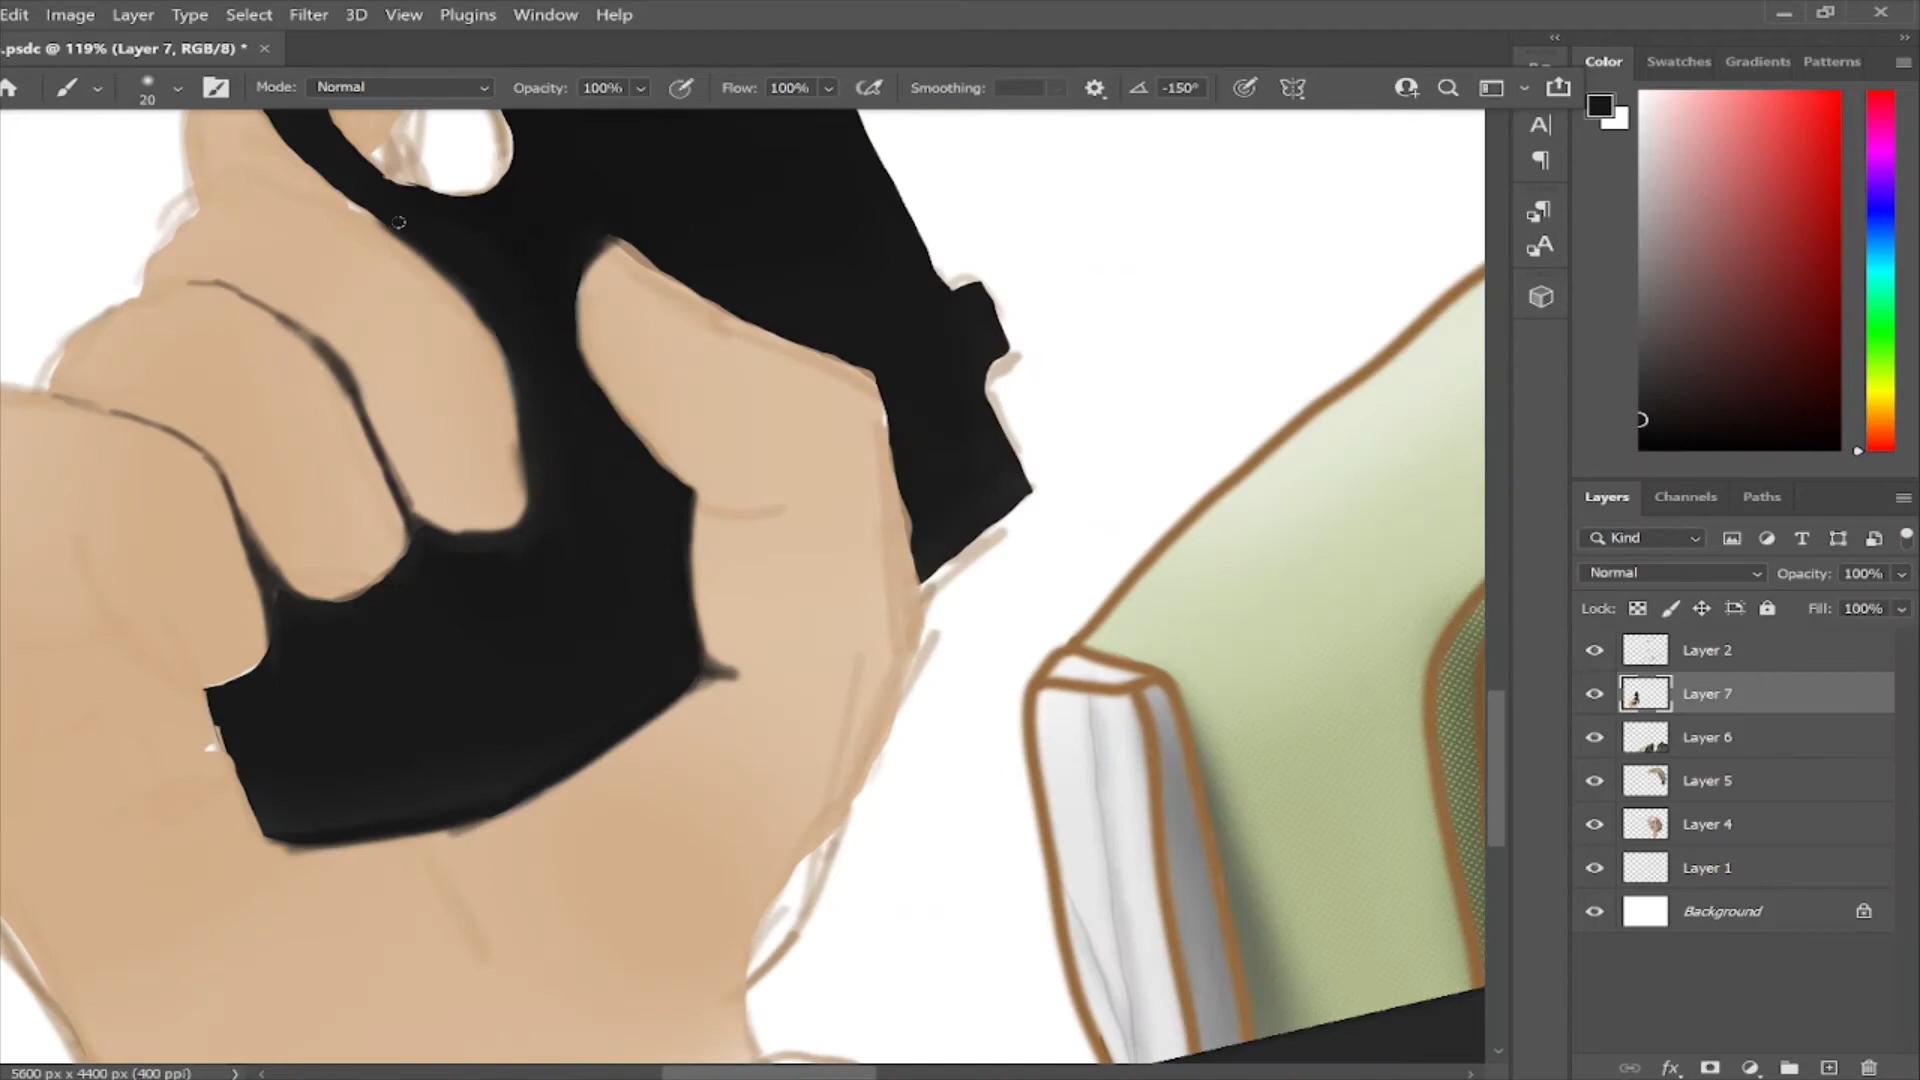 Edit Image Layer Type Select Filter 3D View Plugins Window Help
.psdc @ 119% (Layer 7, RGB/8) *
20 Mode: Normal Opacity: 100% Flow: 100% Smoothing: -150°
Color Swatches Gradients Patterns
Layers Channels Paths
Kind
Normal Opacity: 100%
Lock: Fill: 100%
Layer 2
Layer 7
Layer 6
Layer 5
Layer 4
Layer 1
Background
fx
5600 px x 4400 px (400 ppi)